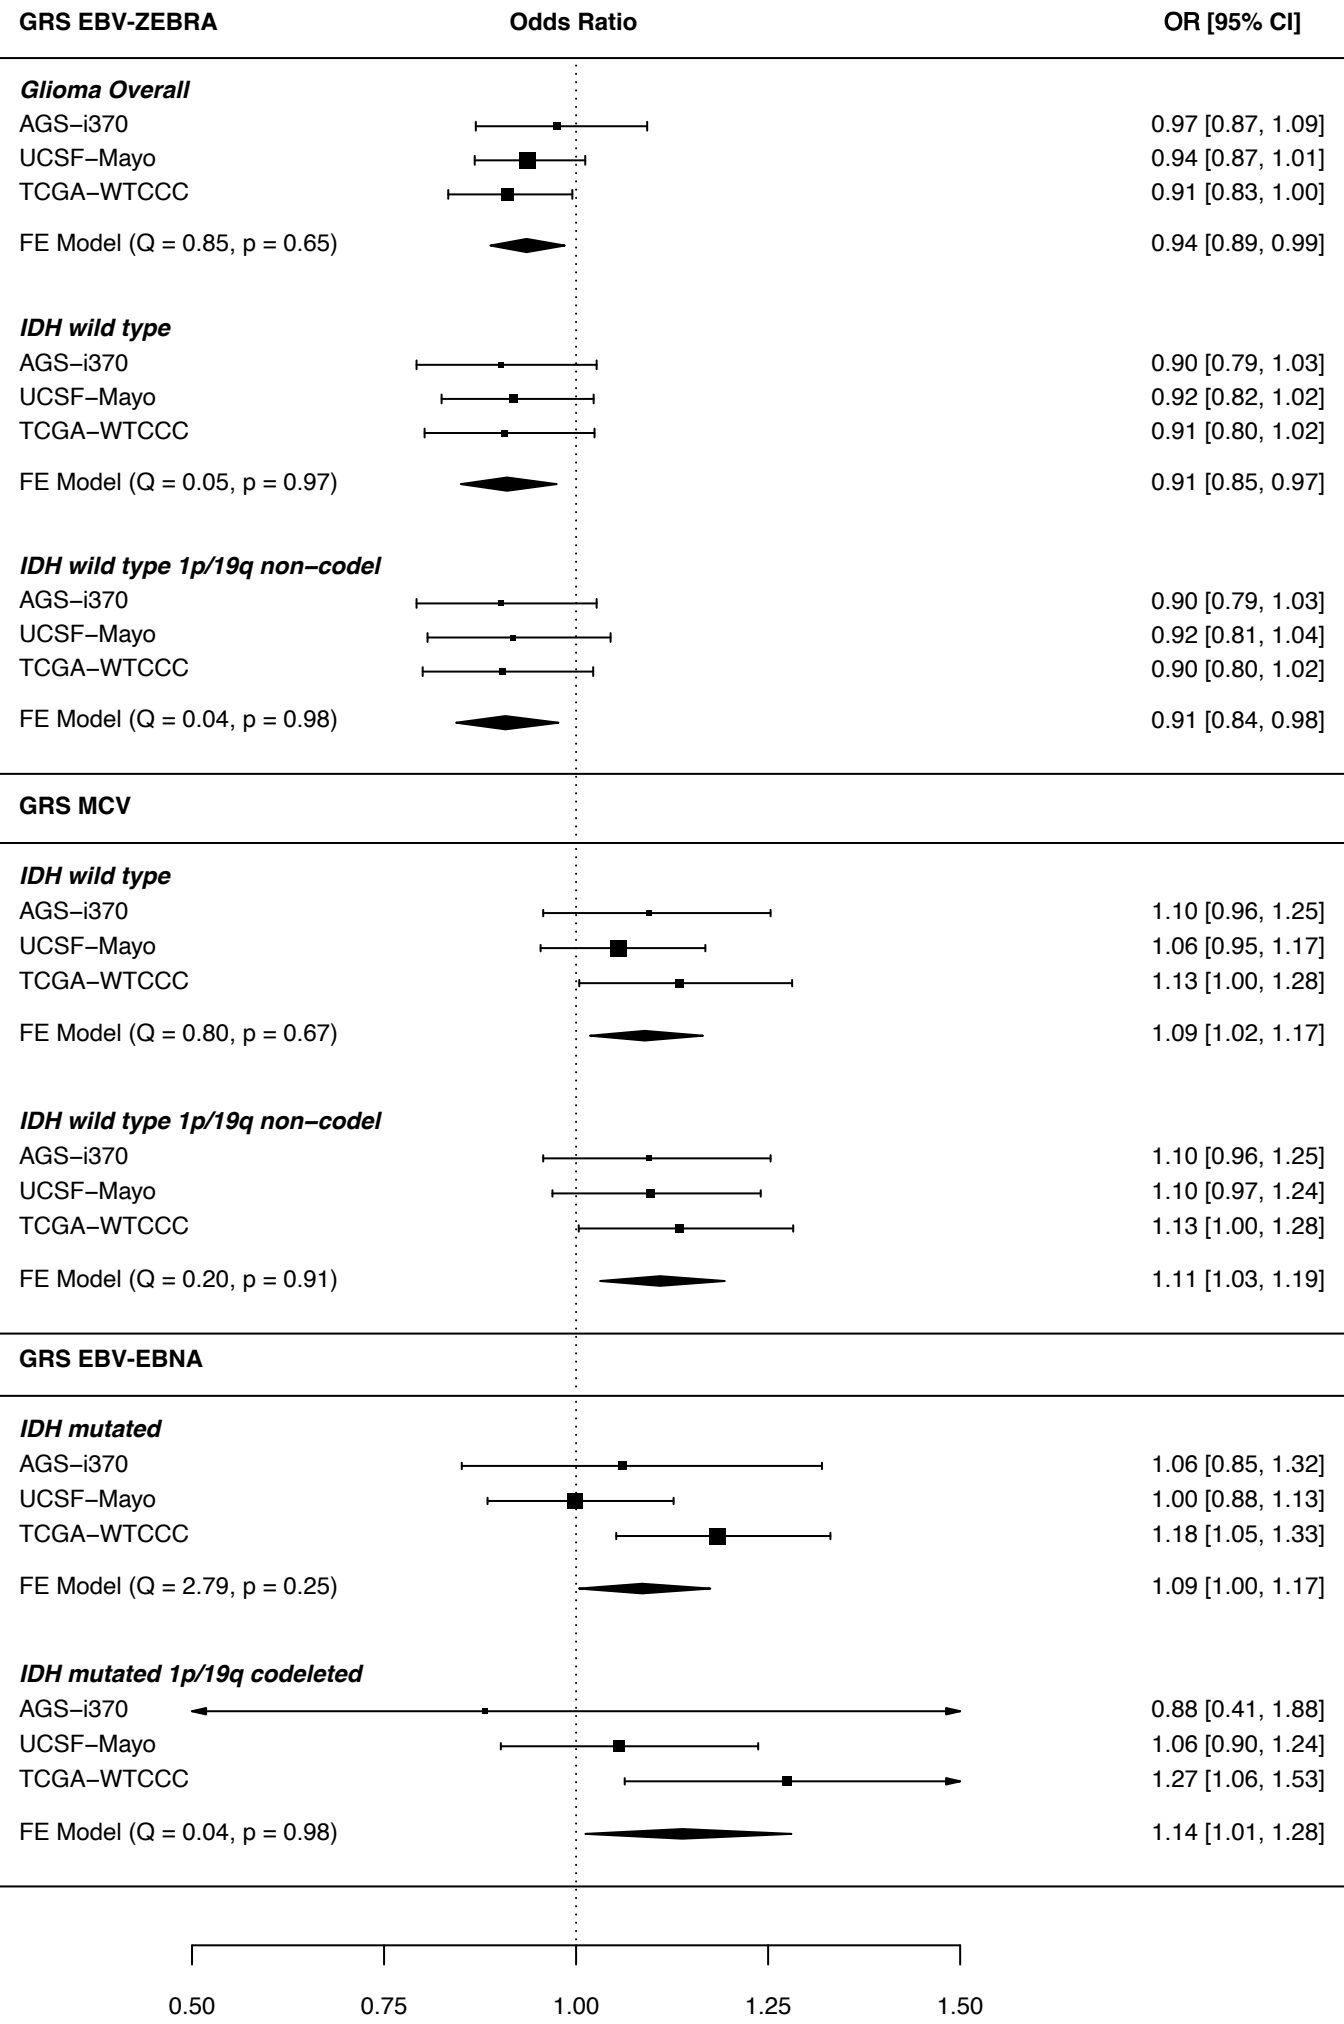 GRS EBV-ZEBRA Odds Ratio OR [95% CI]
Glioma Overall
AGS−i370 0.97 [0.87, 1.09]
UCSF−Mayo 0.94 [0.87, 1.01]
TCGA−WTCCC 0.91 [0.83, 1.00]
FE Model (Q = 0.85, p = 0.65) 0.94 [0.89, 0.99]
IDH wild type
AGS−i370 0.90 [0.79, 1.03]
UCSF−Mayo 0.92 [0.82, 1.02]
TCGA−WTCCC 0.91 [0.80, 1.02]
FE Model (Q = 0.05, p = 0.97) 0.91 [0.85, 0.97]
IDH wild type 1p/19q non−codel
AGS−i370 0.90 [0.79, 1.03]
UCSF−Mayo 0.92 [0.81, 1.04]
TCGA−WTCCC 0.90 [0.80, 1.02]
FE Model (Q = 0.04, p = 0.98) 0.91 [0.84, 0.98]
GRS MCV
IDH wild type
AGS−i370 1.10 [0.96, 1.25]
UCSF−Mayo 1.06 [0.95, 1.17]
TCGA−WTCCC 1.13 [1.00, 1.28]
FE Model (Q = 0.80, p = 0.67) 1.09 [1.02, 1.17]
IDH wild type 1p/19q non−codel
AGS−i370 1.10 [0.96, 1.25]
UCSF−Mayo 1.10 [0.97, 1.24]
TCGA−WTCCC 1.13 [1.00, 1.28]
FE Model (Q = 0.20, p = 0.91) 1.11 [1.03, 1.19]
GRS EBV-EBNA
IDH mutated
AGS−i370 1.06 [0.85, 1.32]
UCSF−Mayo 1.00 [0.88, 1.13]
TCGA−WTCCC 1.18 [1.05, 1.33]
FE Model (Q = 2.79, p = 0.25) 1.09 [1.00, 1.17]
IDH mutated 1p/19q codeleted
AGS−i370 0.88 [0.41, 1.88]
UCSF−Mayo 1.06 [0.90, 1.24]
TCGA−WTCCC 1.27 [1.06, 1.53]
FE Model (Q = 0.04, p = 0.98) 1.14 [1.01, 1.28]
0.50 0.75 1.00 1.25 1.50